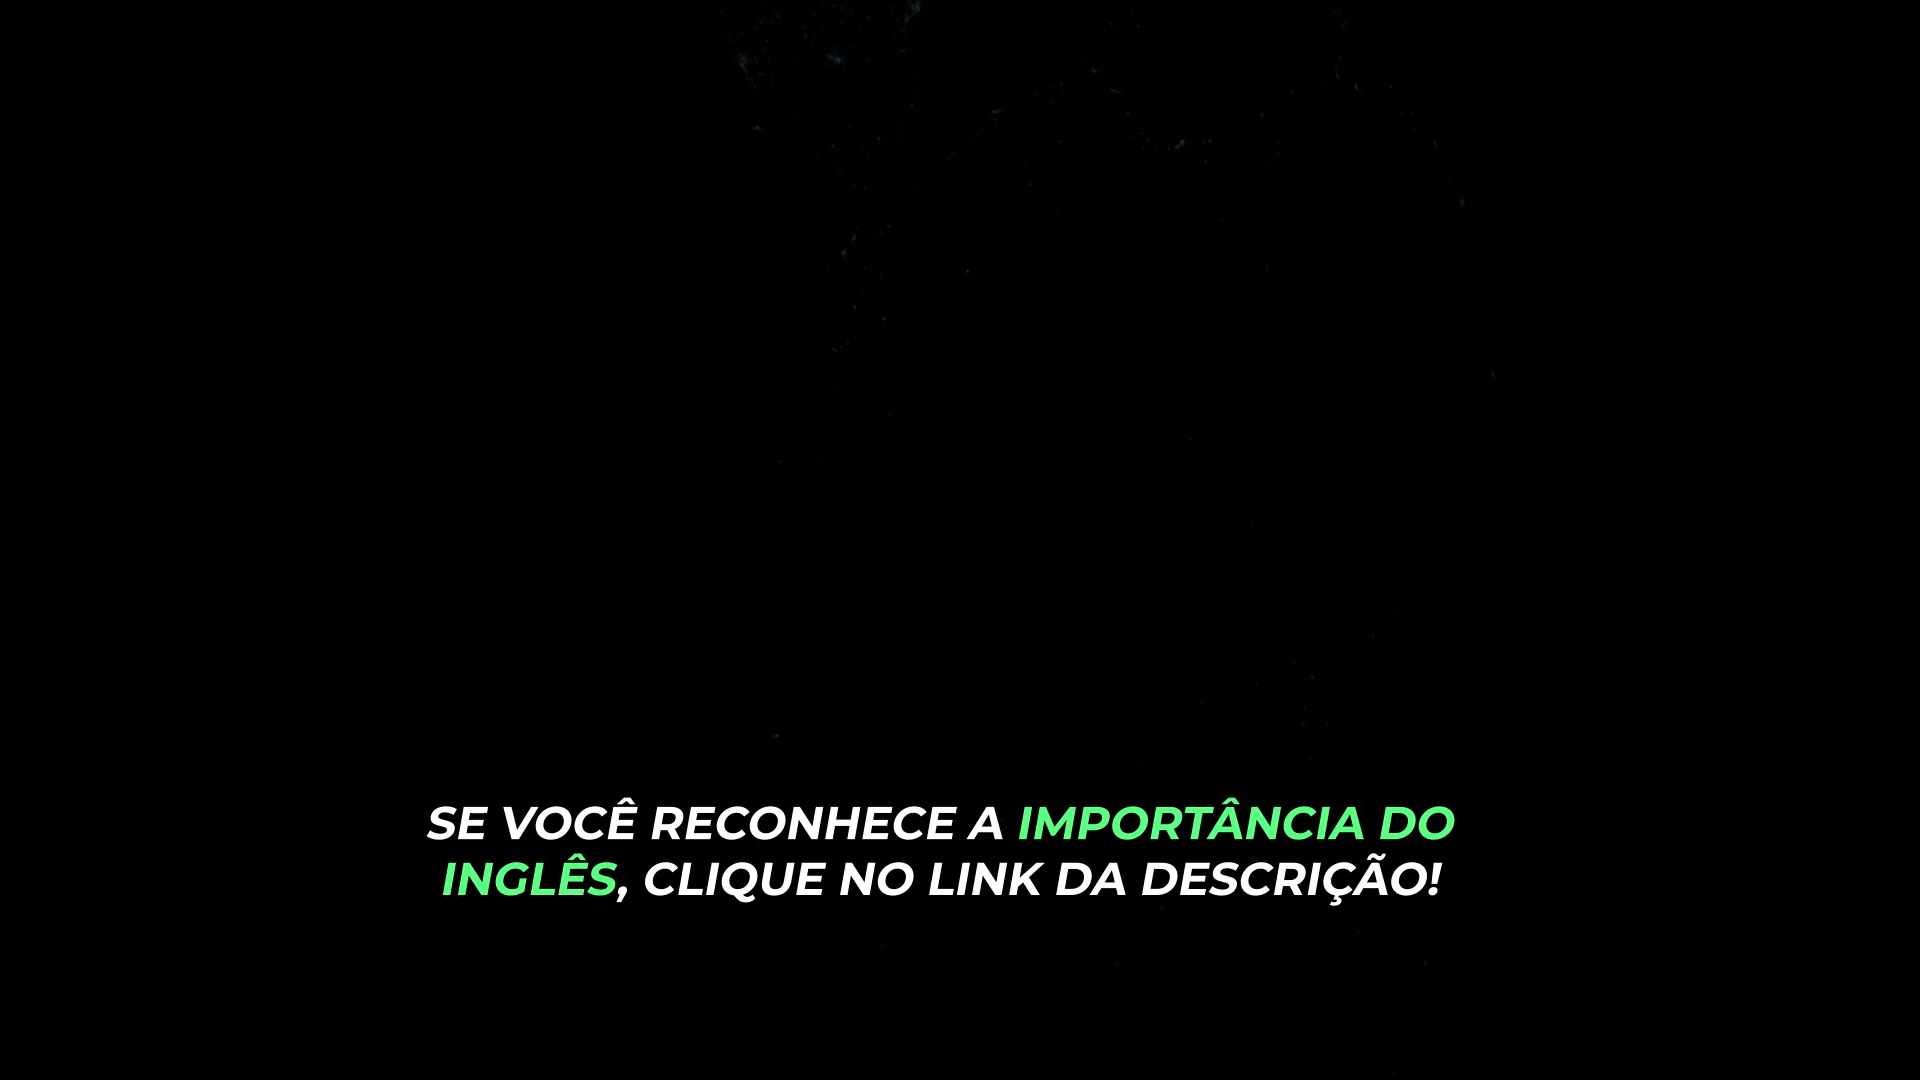 SE VOCÊ RECONHECE A IMPORTÂNCIA DO
INGLÊS, CLIQUE NO LINK DA DESCRIÇÃO!